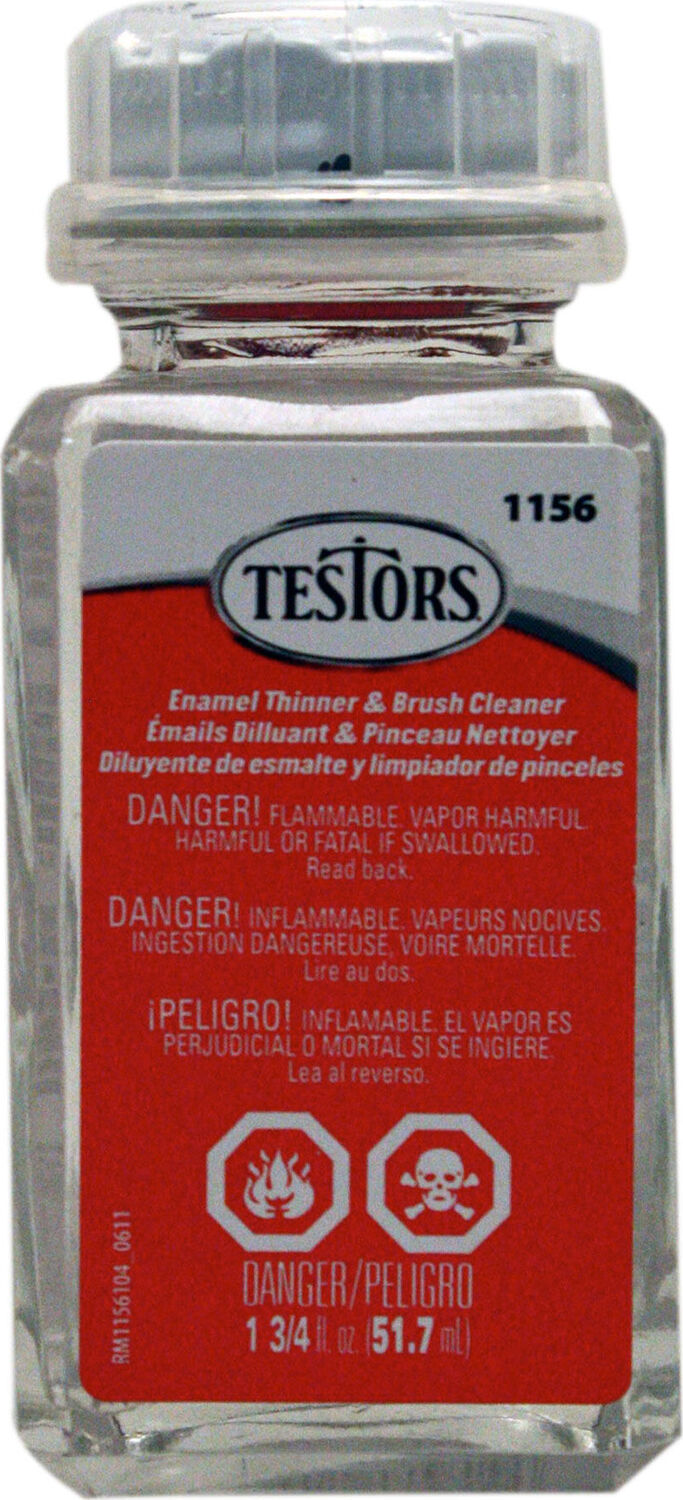 1156
TESTORS
Enamel Thinner & Brush Cleaner
Émails Dilluant & Pinceau Nettoyer
Diluyente de esmalte y limpiador de pinceles
DANGER! FLAMMABLE. VAPOR HARMFUL.
HARMFUL OR FATAL IF SWALLOWED.
Read back.
DANGER! INFLAMMABLE. VAPEURS NOCIVES.
INGESTION DANGEREUSE, VOIRE MORTELLE.
Lire au dos.
¡PELIGRO! INFLAMABLE. EL VAPOR ES
PERJUDICIAL O MORTAL SI SE INGIERE.
Lea al reverso.
DANGER/PELIGRO
1 3/4 fl. oz. (51.7 mL)
RM1156104_0611